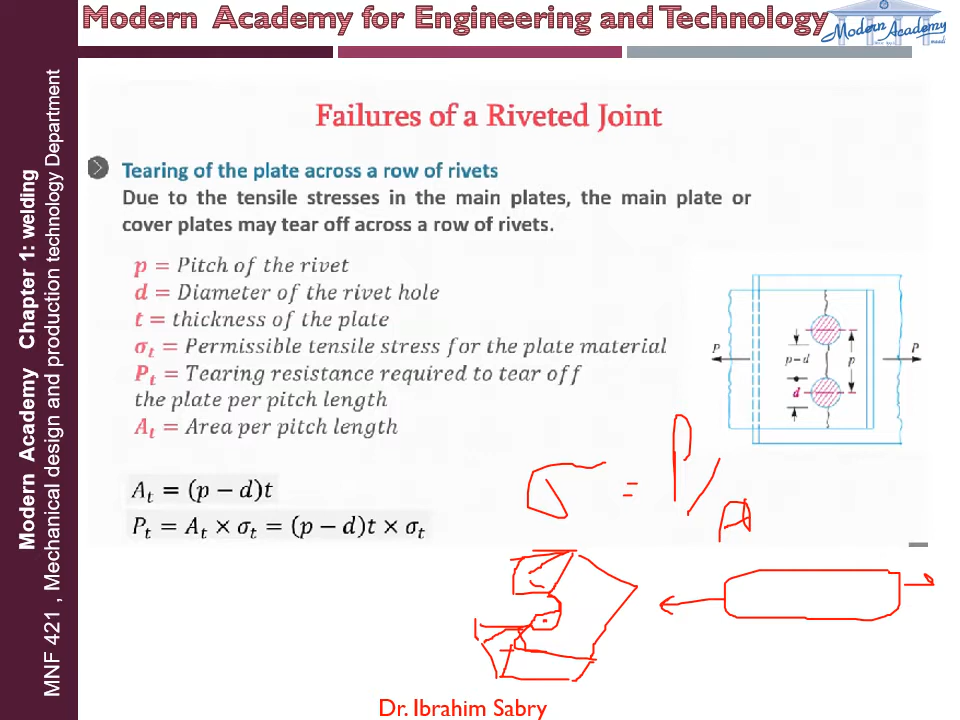 Modern Academy for Engineering and Technology
Modern Academy
Modern Academy Chapter 1: welding
MNF 421 , Mechanical design and production technology Department
Failures of a Riveted Joint
Tearing of the plate across a row of rivets
Due to the tensile stresses in the main plates, the main plate or
cover plates may tear off across a row of rivets.
p = Pitch of the rivet
d = Diameter of the rivet hole
t = thickness of the plate
σt = Permissible tensile stress for the plate material
Pt = Tearing resistance required to tear off
the plate per pitch length
At = Area per pitch length
P
p−d
p
d
P
At = (p − d)t
Pt = At × σt = (p − d)t × σt
σ = P/A
Dr. Ibrahim Sabry